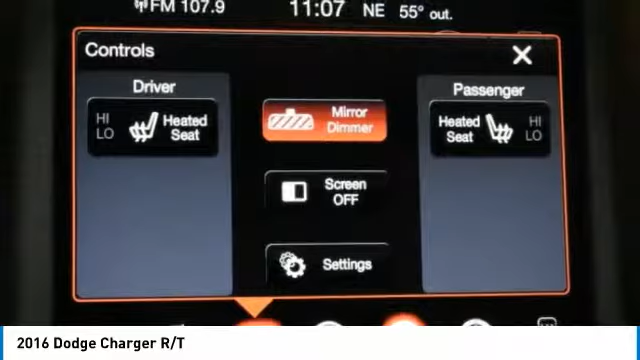 FM 107.9 11:07 NE 55° out.
Controls
Driver
HI
LO
Heated
Seat
Mirror
Dimmer
Screen
OFF
Settings
Passenger
Heated
Seat
HI
LO
2016 Dodge Charger R/T